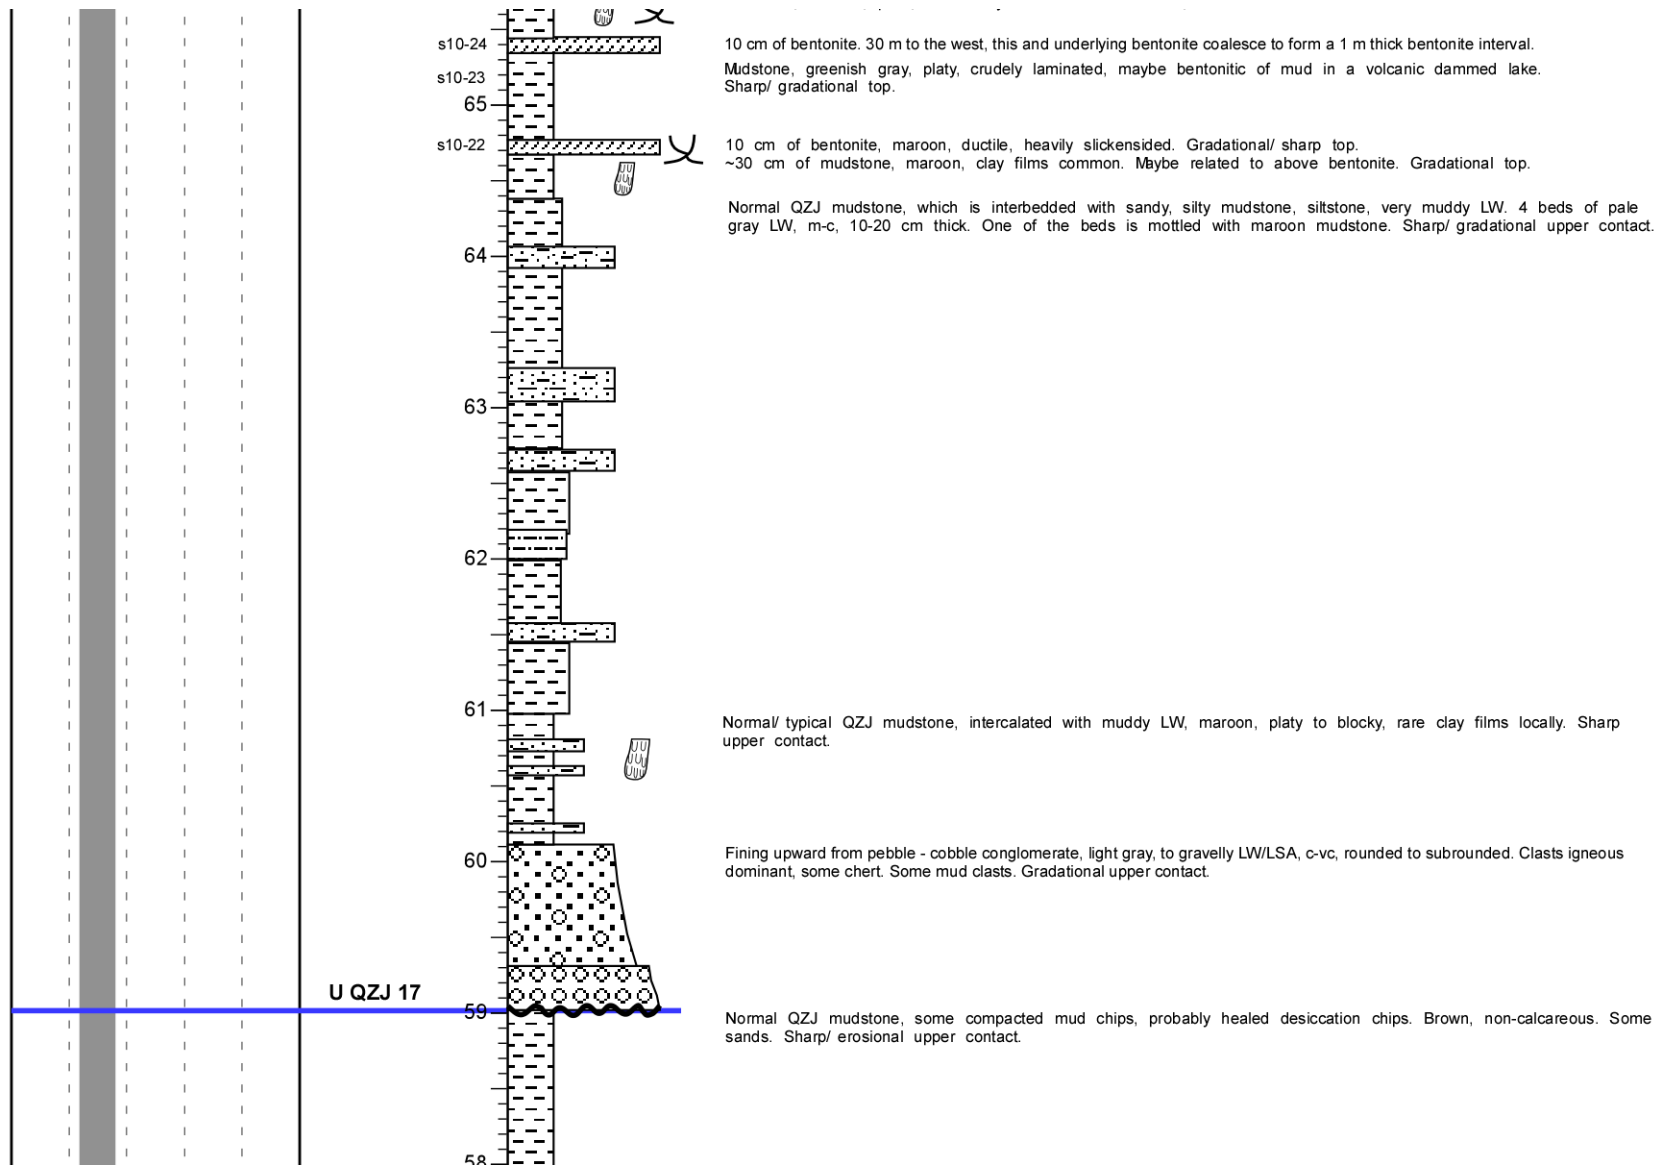 s10-24
10 cm of bentonite. 30 m to the west, this and underlying bentonite coalesce to form a 1 m thick bentonite interval.
s10-23
Mudstone, greenish gray, platy, crudely laminated, maybe bentonitic of mud in a volcanic dammed lake.
Sharp/ gradational top.
65
s10-22
10 cm of bentonite, maroon, ductile, heavily slickensided. Gradational/ sharp top.
~30 cm of mudstone, maroon, clay films common. Maybe related to above bentonite. Gradational top.
Normal QZJ mudstone, which is interbedded with sandy, silty mudstone, siltstone, very muddy LW. 4 beds of pale
gray LW, m-c, 10-20 cm thick. One of the beds is mottled with maroon mudstone. Sharp/ gradational upper contact.
64
63
62
61
Normal/ typical QZJ mudstone, intercalated with muddy LW, maroon, platy to blocky, rare clay films locally. Sharp
upper contact.
60
Fining upward from pebble - cobble conglomerate, light gray, to gravelly LW/LSA, c-vc, rounded to subrounded. Clasts igneous
dominant, some chert. Some mud clasts. Gradational upper contact.
U QZJ 17
59
Normal QZJ mudstone, some compacted mud chips, probably healed desiccation chips. Brown, non-calcareous. Some
sands. Sharp/ erosional upper contact.
58